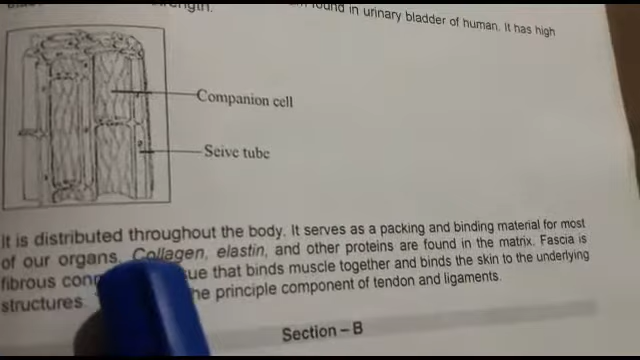 found in urinary bladder of human. It has high
Companion cell
Seive tube
It is distributed throughout the body. It serves as a packing and binding material for most
of our organs. Collagen, elastin, and other proteins are found in the matrix. Fascia is
fibrous that binds muscle together and binds the skin to the underlying
structures. principle component of tendon and ligaments.
Section – B